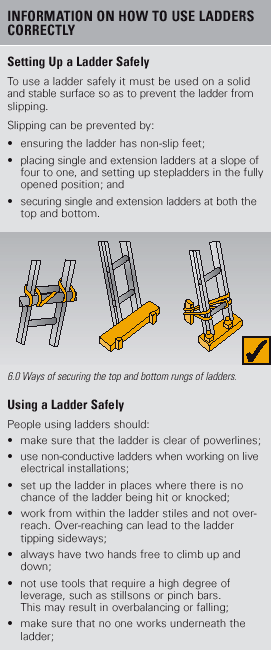 INFORMATION ON HOW TO USE LADDERS
CORRECTLY
Setting Up a Ladder Safely
To use a ladder safely it must be used on a solid
and stable surface so as to prevent the ladder from
slipping.
Slipping can be prevented by:
• ensuring the ladder has non-slip feet;
• placing single and extension ladders at a slope of
four to one, and setting up stepladders in the fully
opened position; and
• securing single and extension ladders at both the
top and bottom.
6.0 Ways of securing the top and bottom rungs of ladders.
Using a Ladder Safely
People using ladders should:
• make sure that the ladder is clear of powerlines;
• use non-conductive ladders when working on live
electrical installations;
• set up the ladder in places where there is no
chance of the ladder being hit or knocked;
• work from within the ladder stiles and not over-
reach. Over-reaching can lead to the ladder
tipping sideways;
• always have two hands free to climb up and
down;
• not use tools that require a high degree of
leverage, such as stillsons or pinch bars.
This may result in overbalancing or falling;
• make sure that no one works underneath the
ladder;